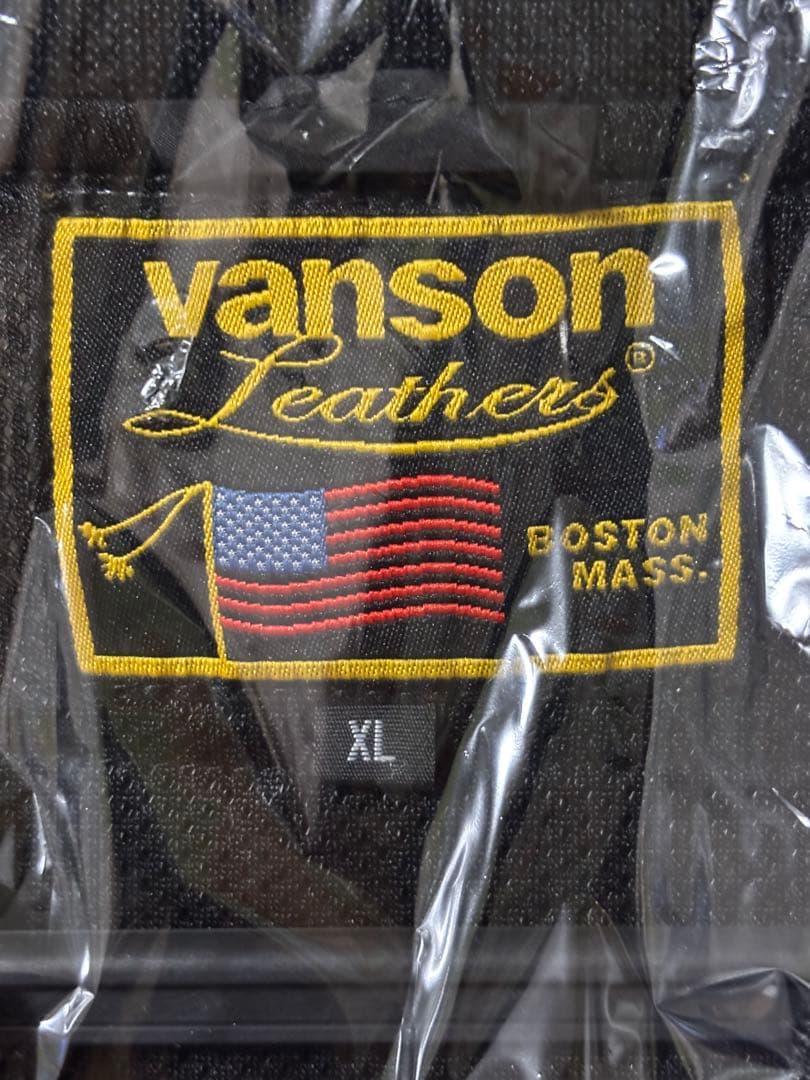 vanson
Leathers®
BOSTON
MASS.
XL